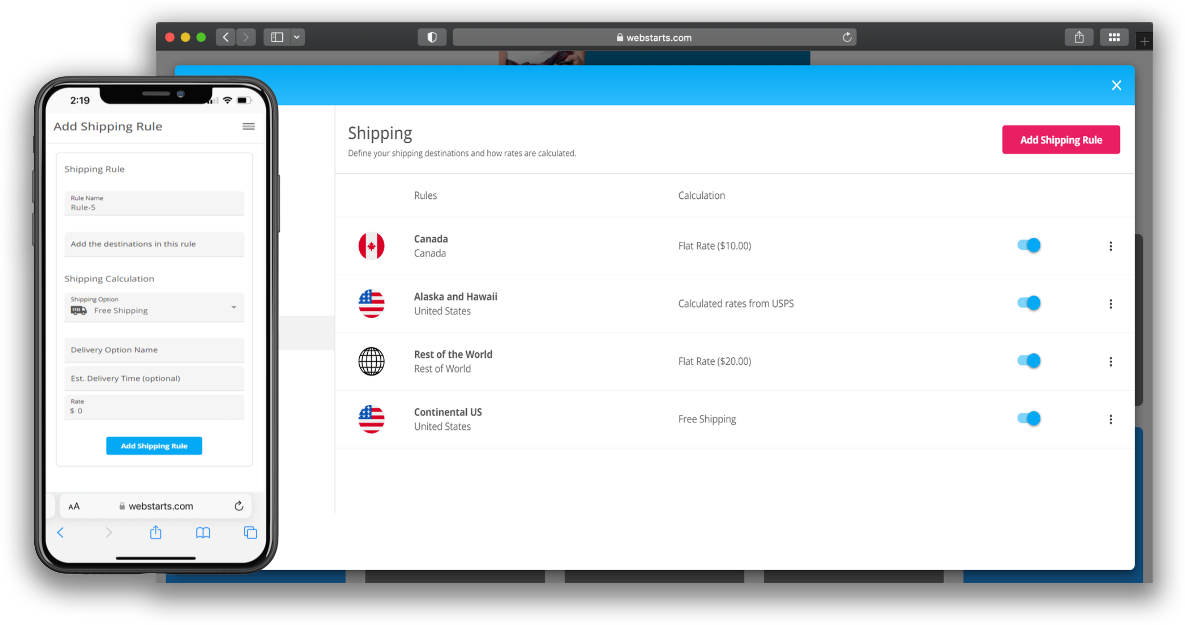 webstarts.com
Shipping
Define your shipping destinations and how rates are calculated.
Add Shipping Rule
Rules
Calculation
Canada
Canada
Flat Rate ($10.00)
Alaska and Hawaii
United States
Calculated rates from USPS
Rest of the World
Rest of World
Flat Rate ($20.00)
Continental US
United States
Free Shipping
2:19
Add Shipping Rule
Shipping Rule
Rule Name
Rule-5
Add the destinations in this rule
Shipping Calculation
Shipping Option
Free Shipping
Delivery Option Name
Est. Delivery Time (optional)
Rate
$ 0
Add Shipping Rule
AA
webstarts.com